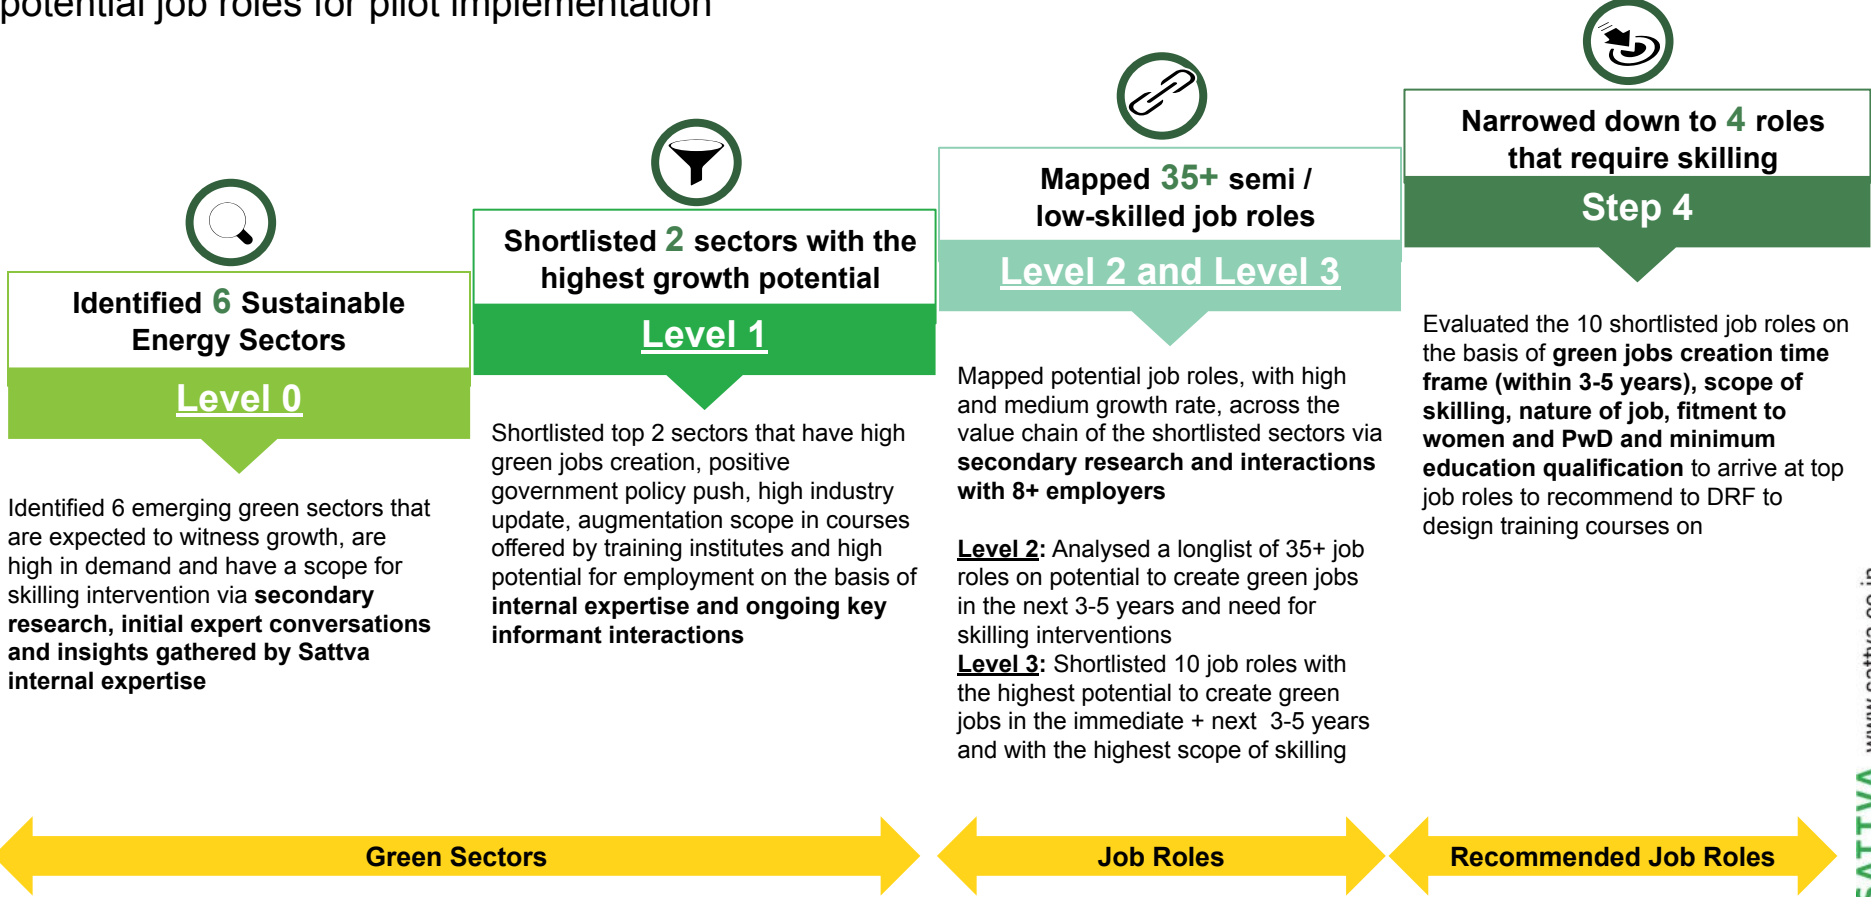 potential job roles for pilot implementation
Identified 6 Sustainable
Energy Sectors
Level 0
Identified 6 emerging green sectors that
are expected to witness growth, are
high in demand and have a scope for
skilling intervention via secondary
research, initial expert conversations
and insights gathered by Sattva
internal expertise
Shortlisted 2 sectors with the
highest growth potential
Level 1
Shortlisted top 2 sectors that have high
green jobs creation, positive
government policy push, high industry
update, augmentation scope in courses
offered by training institutes and high
potential for employment on the basis of
internal expertise and ongoing key
informant interactions
Mapped 35+ semi /
low-skilled job roles
Level 2 and Level 3
Mapped potential job roles, with high
and medium growth rate, across the
value chain of the shortlisted sectors via
secondary research and interactions
with 8+ employers
Level 2: Analysed a longlist of 35+ job
roles on potential to create green jobs
in the next 3-5 years and need for
skilling interventions
Level 3: Shortlisted 10 job roles with
the highest potential to create green
jobs in the immediate + next 3-5 years
and with the highest scope of skilling
Narrowed down to 4 roles
that require skilling
Step 4
Evaluated the 10 shortlisted job roles on
the basis of green jobs creation time
frame (within 3-5 years), scope of
skilling, nature of job, fitment to
women and PwD and minimum
education qualification to arrive at top
job roles to recommend to DRF to
design training courses on
Green Sectors
Job Roles
Recommended Job Roles
SATTVA www.sattva.co.in